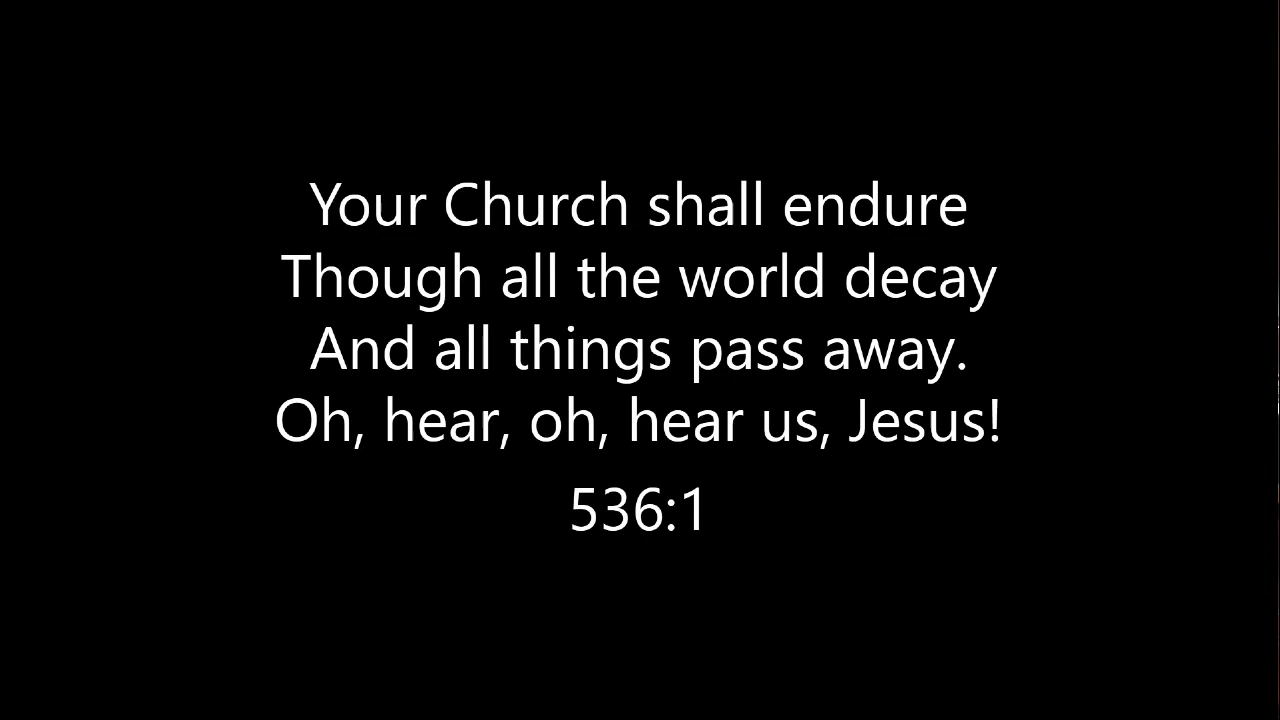 Your Church shall endure
Though all the world decay
And all things pass away.
Oh, hear, oh, hear us, Jesus!
536:1